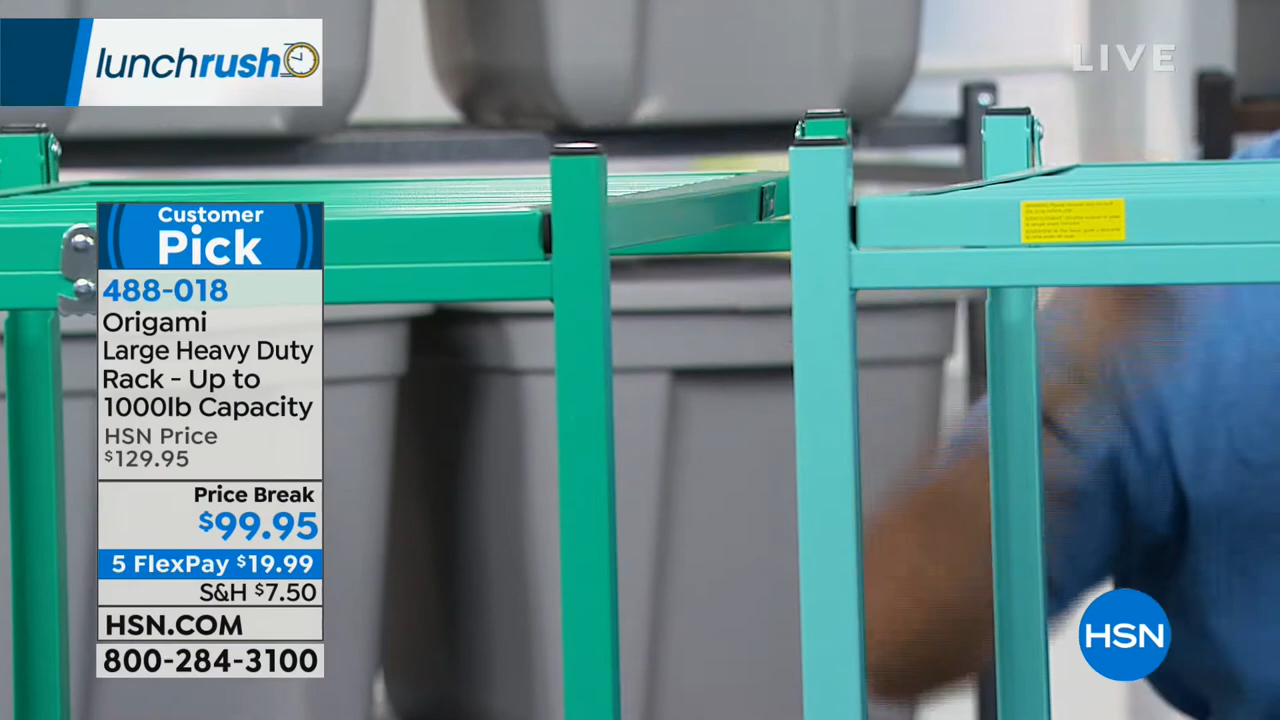 lunchrush
LIVE
Customer
Pick
488-018
Origami
Large Heavy Duty
Rack - Up to
1000lb Capacity
HSN Price
$129.95
Price Break
$99.95
5 FlexPay $19.99
S&H $7.50
HSN.COM
800-284-3100
HSN